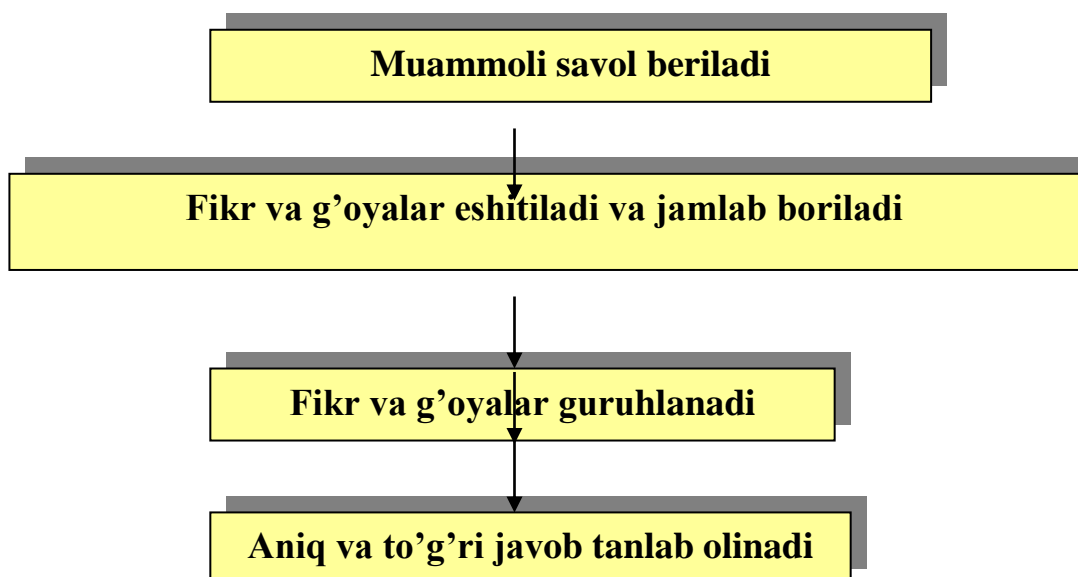 Muammoli savol beriladi
Fikr va g’oyalar eshitiladi va jamlab boriladi
Fikr va g’oyalar guruhlanadi
Aniq va to’g’ri javob tanlab olinadi